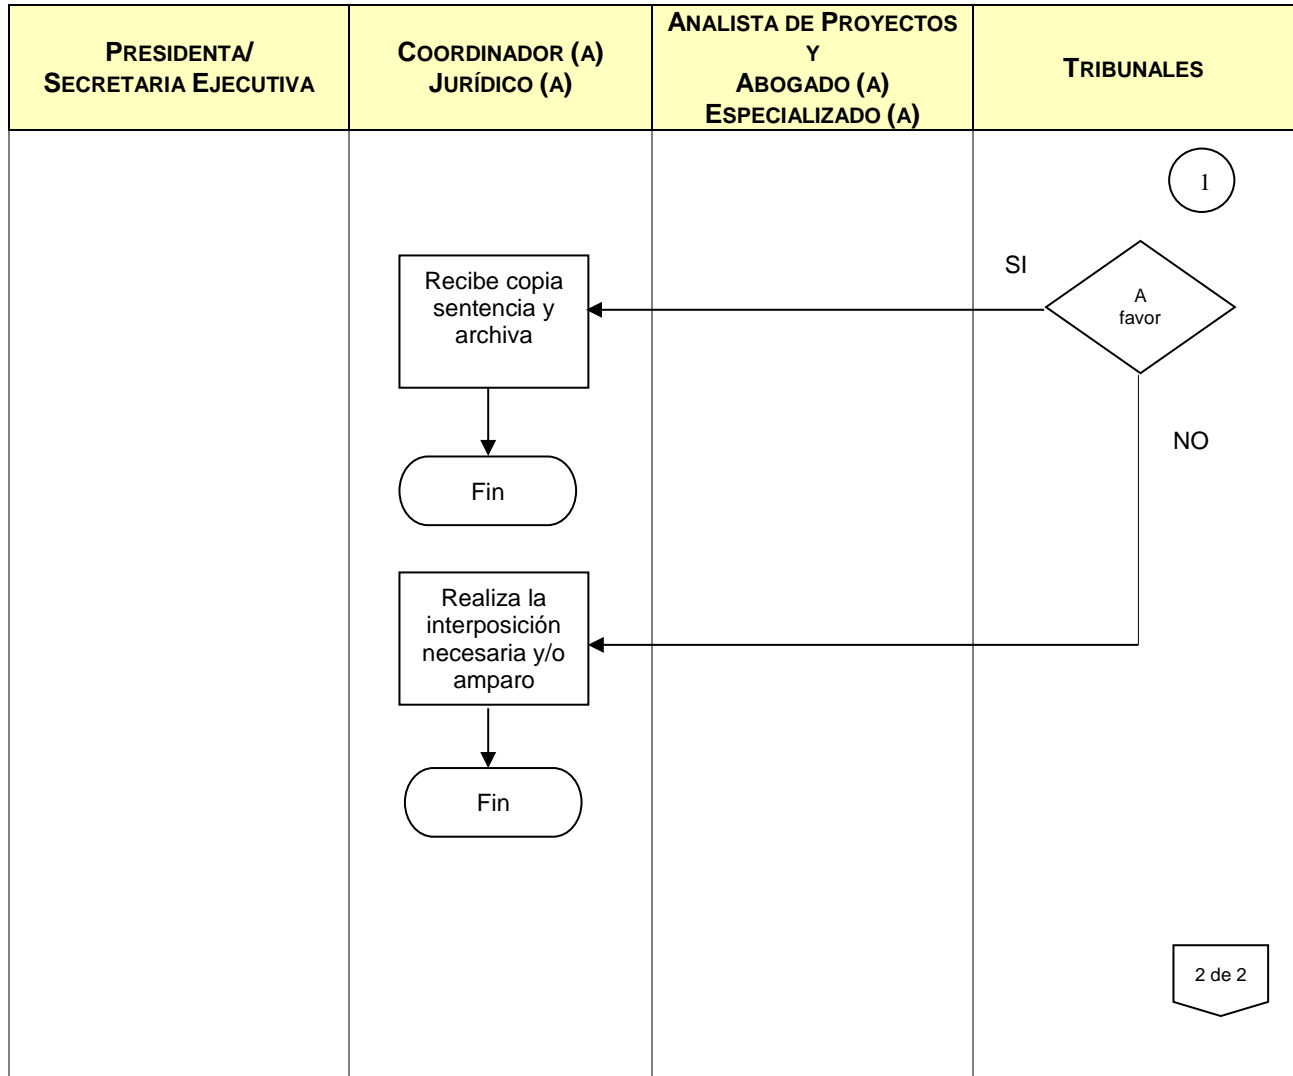 PRESIDENTA/
SECRETARIA EJECUTIVA
COORDINADOR (A)
JURÍDICO (A)
ANALISTA DE PROYECTOS
Y
ABOGADO (A)
ESPECIALIZADO (A)
TRIBUNALES
1
SI
A
favor
Recibe copia
sentencia y
archiva
NO
Fin
Realiza la
interposición
necesaria y/o
amparo
Fin
2 de 2